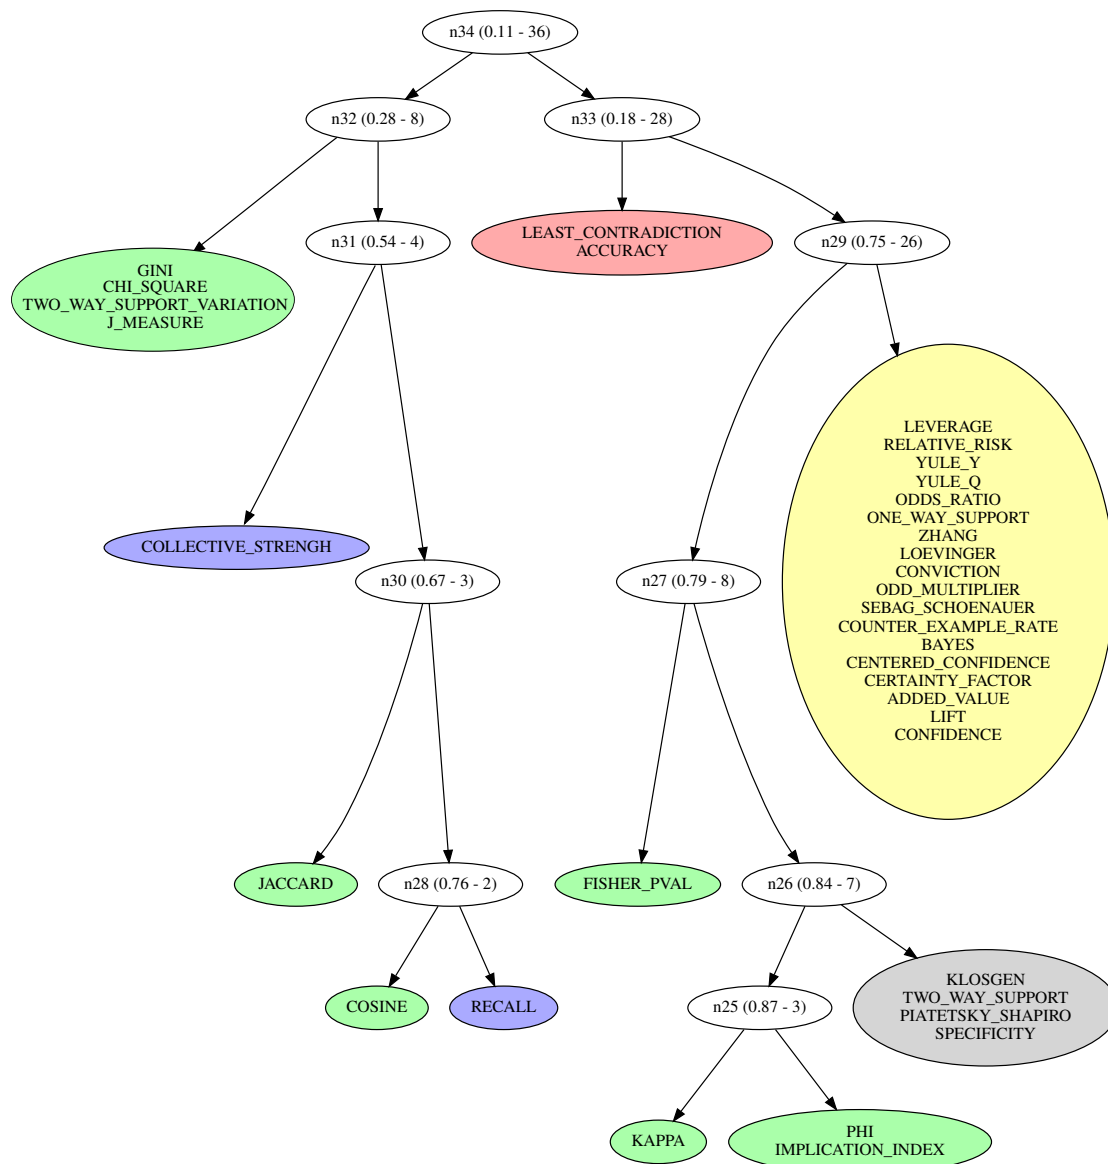 n34 (0.11 - 36)
n32 (0.28 - 8)
n33 (0.18 - 28)
n31 (0.54 - 4)
LEAST_CONTRADICTION
ACCURACY
n29 (0.75 - 26)
GINI
CHI_SQUARE
TWO_WAY_SUPPORT_VARIATION
J_MEASURE
LEVERAGE
RELATIVE_RISK
YULE_Y
YULE_Q
ODDS_RATIO
ONE_WAY_SUPPORT
ZHANG
LOEVINGER
CONVICTION
ODD_MULTIPLIER
SEBAG_SCHOENAUER
COUNTER_EXAMPLE_RATE
BAYES
CENTERED_CONFIDENCE
CERTAINTY_FACTOR
ADDED_VALUE
LIFT
CONFIDENCE
COLLECTIVE_STRENGH
n30 (0.67 - 3)
n27 (0.79 - 8)
JACCARD
n28 (0.76 - 2)
FISHER_PVAL
n26 (0.84 - 7)
COSINE
RECALL
n25 (0.87 - 3)
KLOSGEN
TWO_WAY_SUPPORT
PIATETSKY_SHAPIRO
SPECIFICITY
KAPPA
PHI
IMPLICATION_INDEX